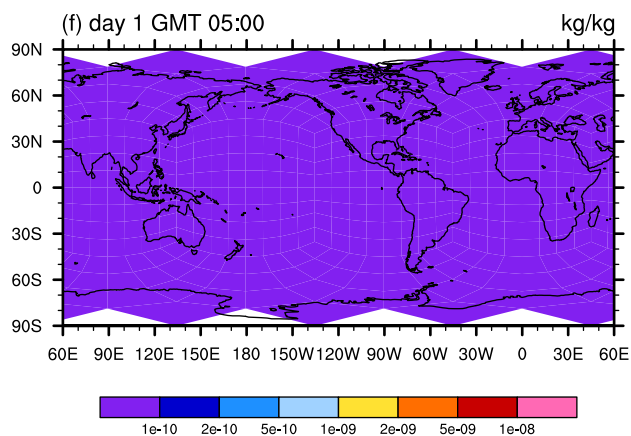 (f) day 1 GMT 05:00 kg/kg
90N
60N
30N
0
30S
60S
90S
60E 90E 120E 150E 180 150W 120W 90W 60W 30W 0 30E 60E
1e-10 2e-10 5e-10 1e-09 2e-09 5e-09 1e-08